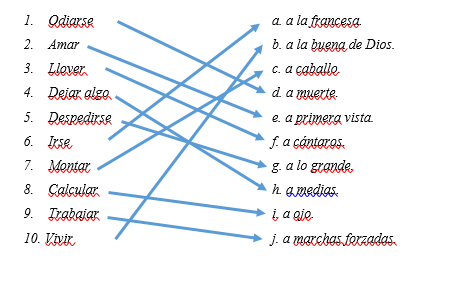 1. Odiarse a. a la francesa.
2. Amar b. a la buena de Dios.
3. Llover c. a caballo.
4. Dejar algo d. a muerte.
5. Despedirse e. a primera vista.
6. Irse f. a cántaros.
7. Montar g. a lo grande.
8. Calcular h. a medias.
9. Trabajar i. a ojo.
10. Vivir j. a marchas forzadas.